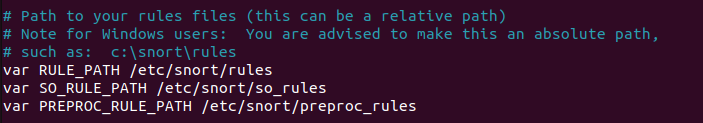 # Path to your rules files (this can be a relative path)
# Note for Windows users:  You are advised to make this an absolute path,
# such as:  c:\snort\rules
var RULE_PATH /etc/snort/rules
var SO_RULE_PATH /etc/snort/so_rules
var PREPROC_RULE_PATH /etc/snort/preproc_rules